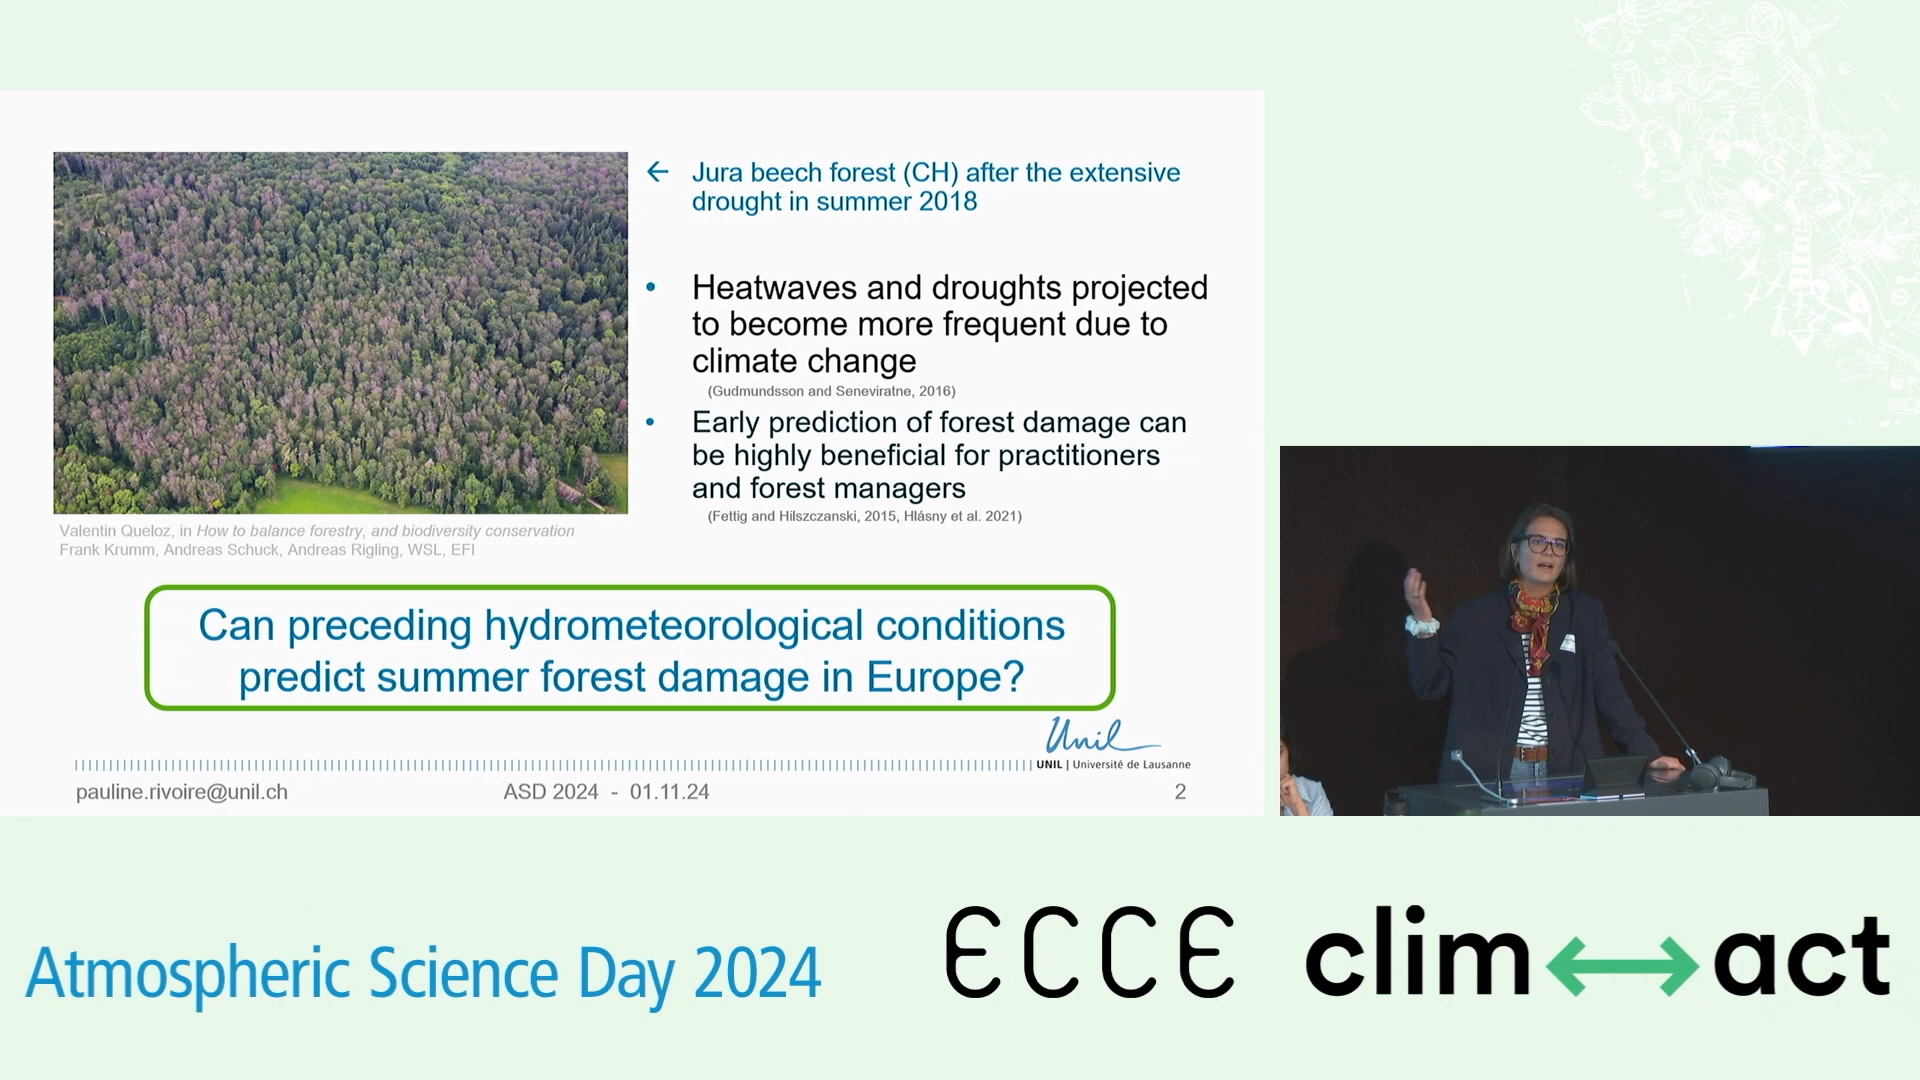 ← Jura beech forest (CH) after the extensive
drought in summer 2018
• Heatwaves and droughts projected
to become more frequent due to
climate change
(Gudmundsson and Seneviratne, 2016)
• Early prediction of forest damage can
be highly beneficial for practitioners
and forest managers
(Fettig and Hilszczanski, 2015, Hlásny et al. 2021)
Valentin Queloz, in How to balance forestry, and biodiversity conservation
Frank Krumm, Andreas Schuck, Andreas Rigling, WSL, EFI
Can preceding hydrometeorological conditions
predict summer forest damage in Europe?
Unil
UNIL | Université de Lausanne
pauline.rivoire@unil.ch ASD 2024 - 01.11.24 2
Atmospheric Science Day 2024
ECCE
clim↔act